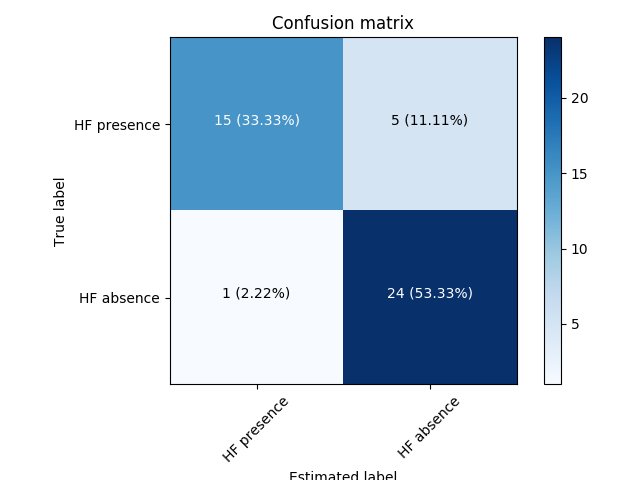 Confusion matrix
HF presence
15 (33.33%)
5 (11.11%)
HF absence
1 (2.22%)
24 (53.33%)
True label
HF presence
HF absence
Estimated label
20
15
10
5